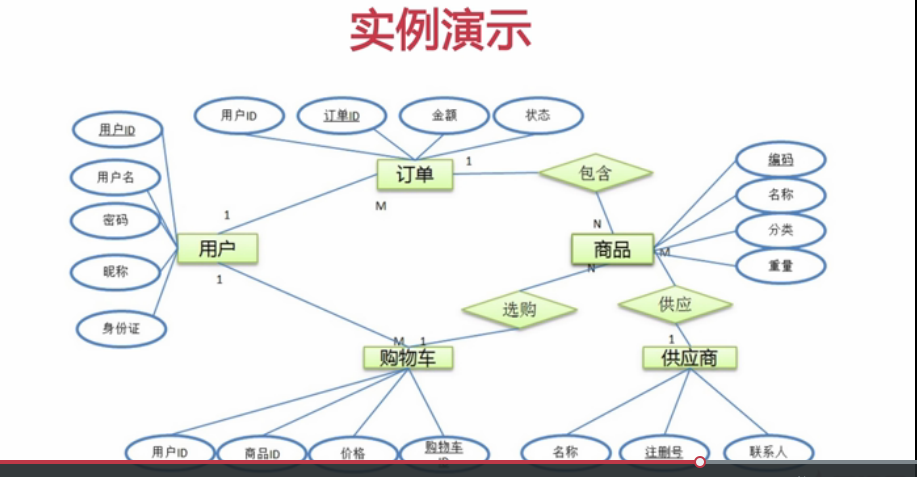 实例演示
用户ID
订单ID
金额
状态
用户ID
用户名
密码
昵称
身份证
订单
1
包含
M
N
1
用户
1
商品
编码
名称
分类
重量
M
N
选购
供应
M
1
1
购物车
供应商
用户ID
商品ID
价格
购物车
ID
名称
注删号
联系人